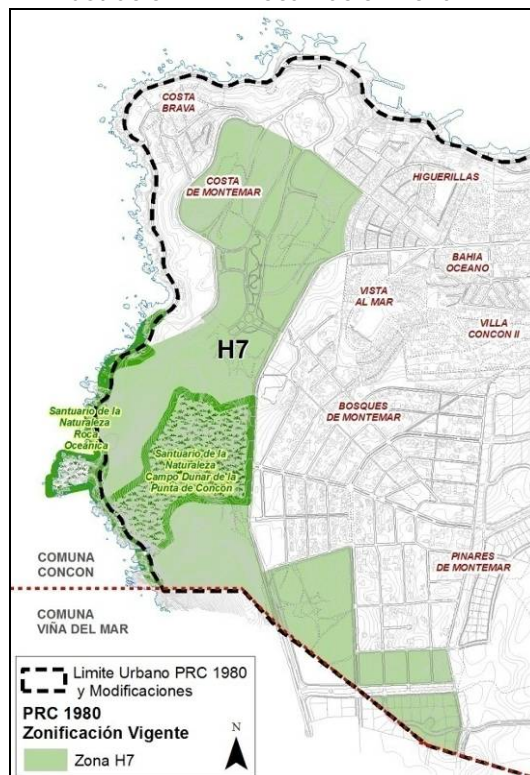 COSTA
BRAVA
COSTA
DE MONTEMAR
HIGUERILLAS
BAHIA
OCEANO
VISTA
AL MAR
VILLA
CONCON II
H7
BOSQUES
DE MONTEMAR
Santuario de la
Naturaleza
Roca
Oceánica
Santuario de la
Naturaleza
Campo Dunar de la
Punta de Concón
PINARES
DE MONTEMAR
COMUNA
CONCON
COMUNA
VIÑA DEL MAR
Limite Urbano PRC 1980
y Modificaciones
PRC 1980
Zonificación Vigente
Zona H7
N